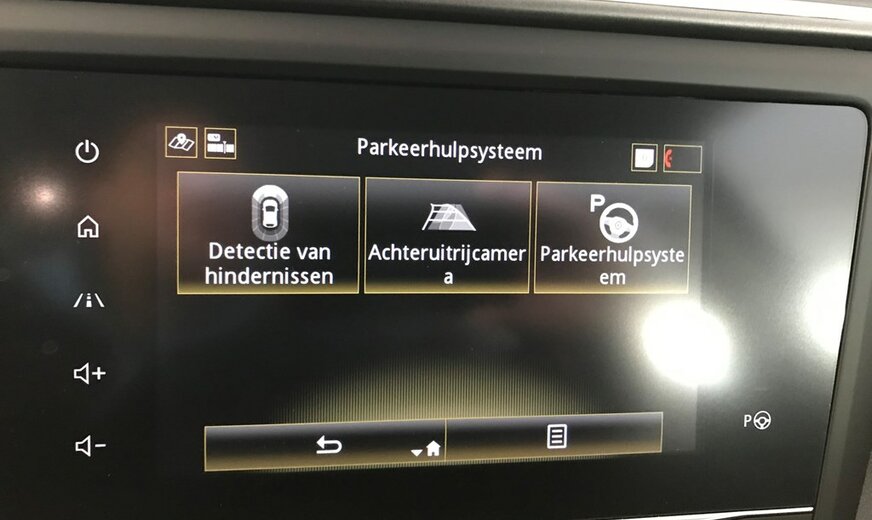 Parkeerhulpsysteem
P
Detectie van
hindernissen
Achteruitrijcamer
a
Parkeerhulpsyste
em
P